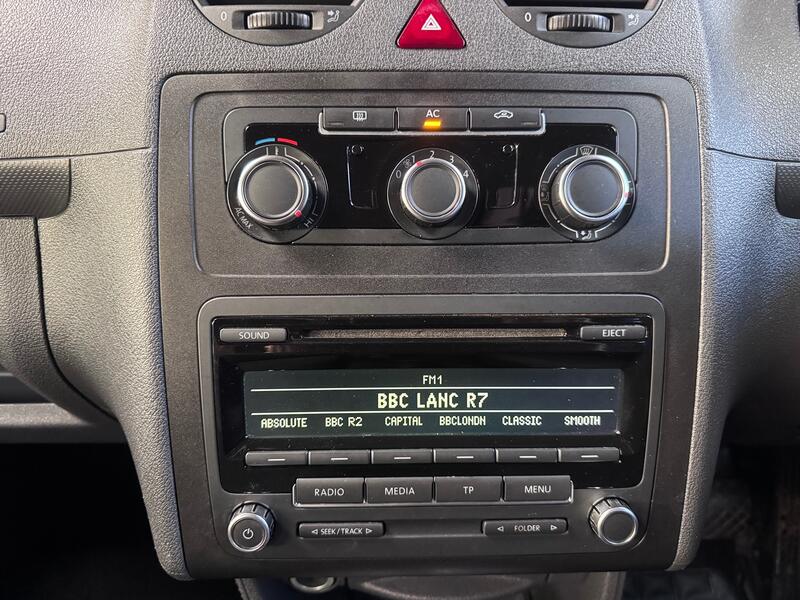 0 0
AC
0 1 2 3 4
AC MAX HI
SOUND EJECT
FM1
BBC LANC R7
ABSOLUTE BBC R2 CAPITAL BBCLONDN CLASSIC SMOOTH
RADIO MEDIA TP MENU
SEEK/TRACK FOLDER